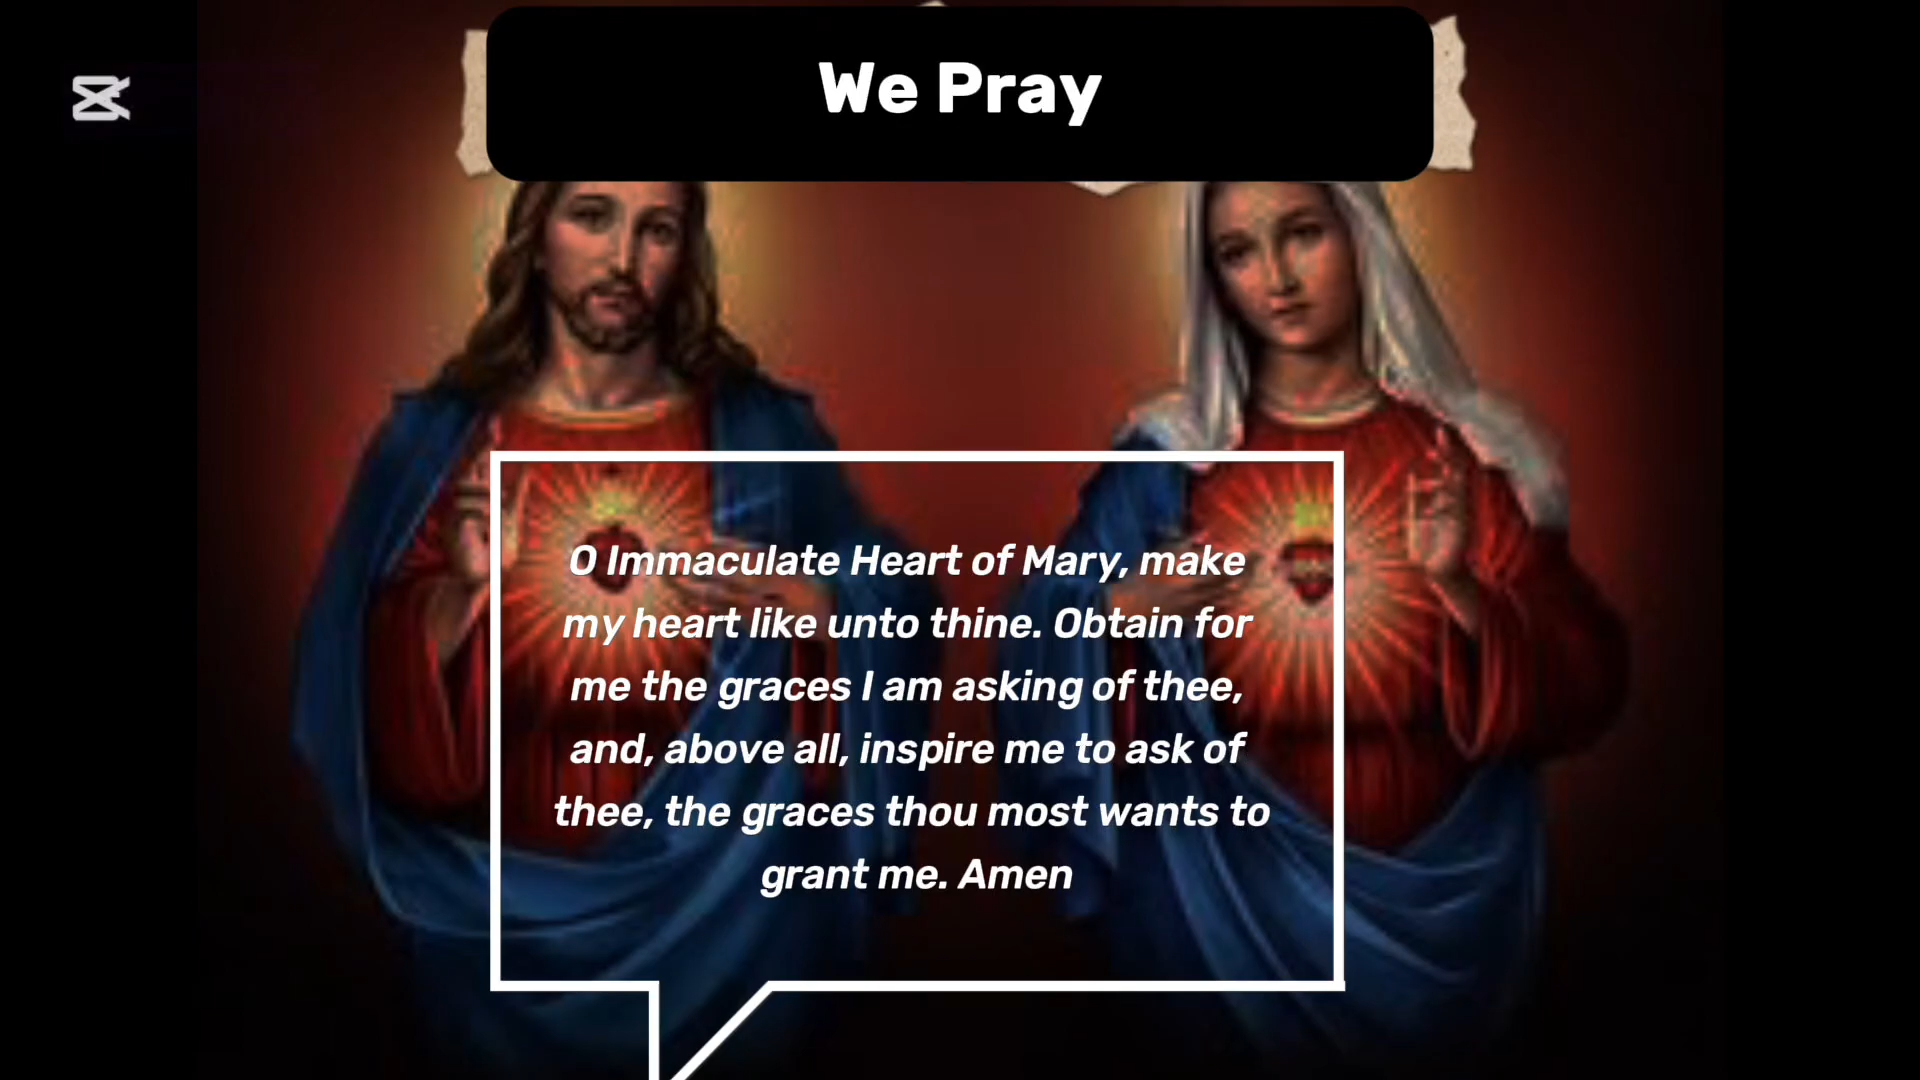 We Pray
O Immaculate Heart of Mary, make
my heart like unto thine. Obtain for
me the graces I am asking of thee,
and, above all, inspire me to ask of
thee, the graces thou most wants to
grant me. Amen